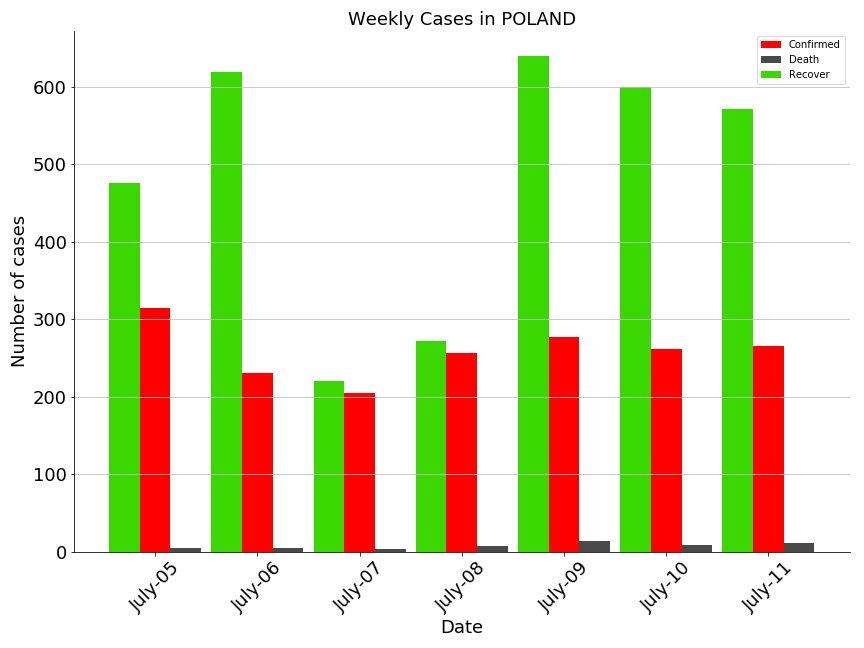 Weekly Cases in POLAND
Confirmed
Death
Recover
Number of cases
600
500
400
300
200
100
0
July-05
July-06
July-07
July-08
July-09
July-10
July-11
Date